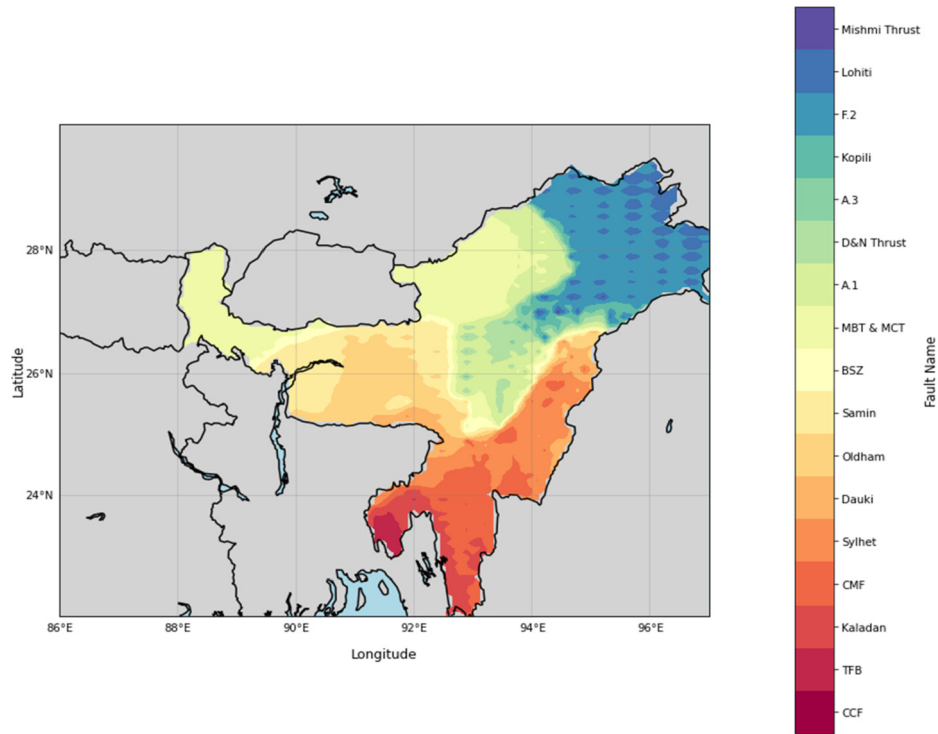 28°N
26°N
24°N
86°E
88°E
90°E
92°E
94°E
96°E
Latitude
Longitude
Mishmi Thrust
Lohiti
F.2
Kopili
A.3
D&N Thrust
A.1
MBT & MCT
BSZ
Samin
Oldham
Dauki
Sylhet
CMF
Kaladan
TFB
CCF
Fault Name